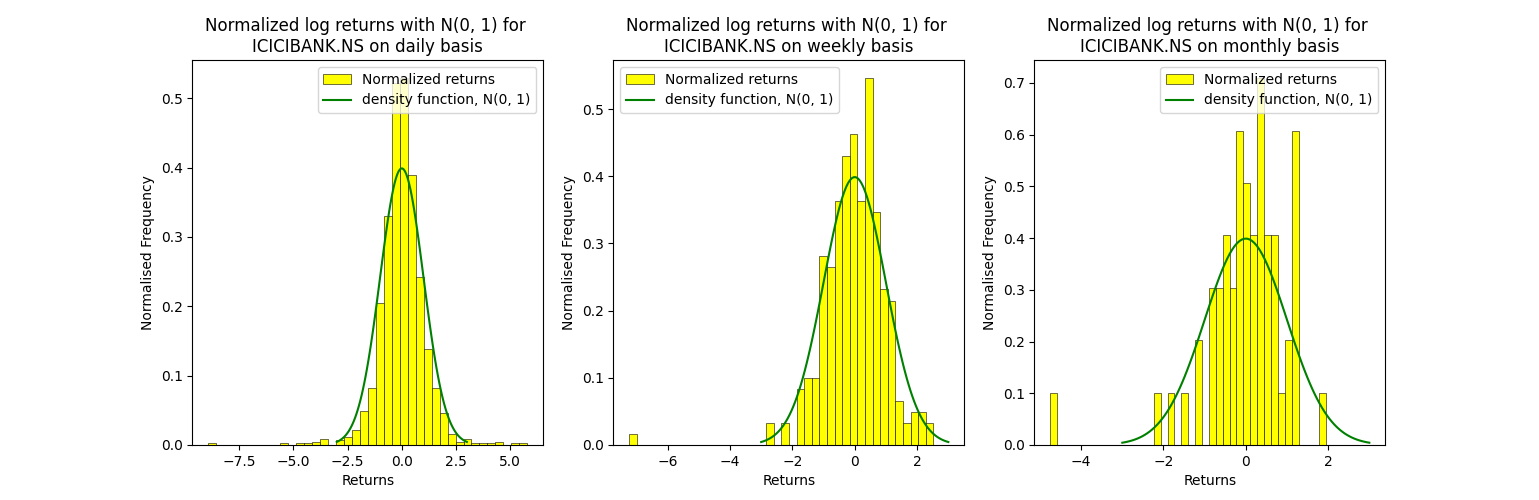 Normalized log returns with N(0, 1) for
ICICIBANK.NS on daily basis
Normalized returns
density function, N(0, 1)
Normalised Frequency
0.5
0.4
0.3
0.2
0.1
0.0
−7.5 −5.0 −2.5 0.0 2.5 5.0
Returns
Normalized log returns with N(0, 1) for
ICICIBANK.NS on weekly basis
Normalized returns
density function, N(0, 1)
Normalised Frequency
0.5
0.4
0.3
0.2
0.1
0.0
−6 −4 −2 0 2
Returns
Normalized log returns with N(0, 1) for
ICICIBANK.NS on monthly basis
Normalized returns
density function, N(0, 1)
Normalised Frequency
0.7
0.6
0.5
0.4
0.3
0.2
0.1
0.0
−4 −2 0 2
Returns